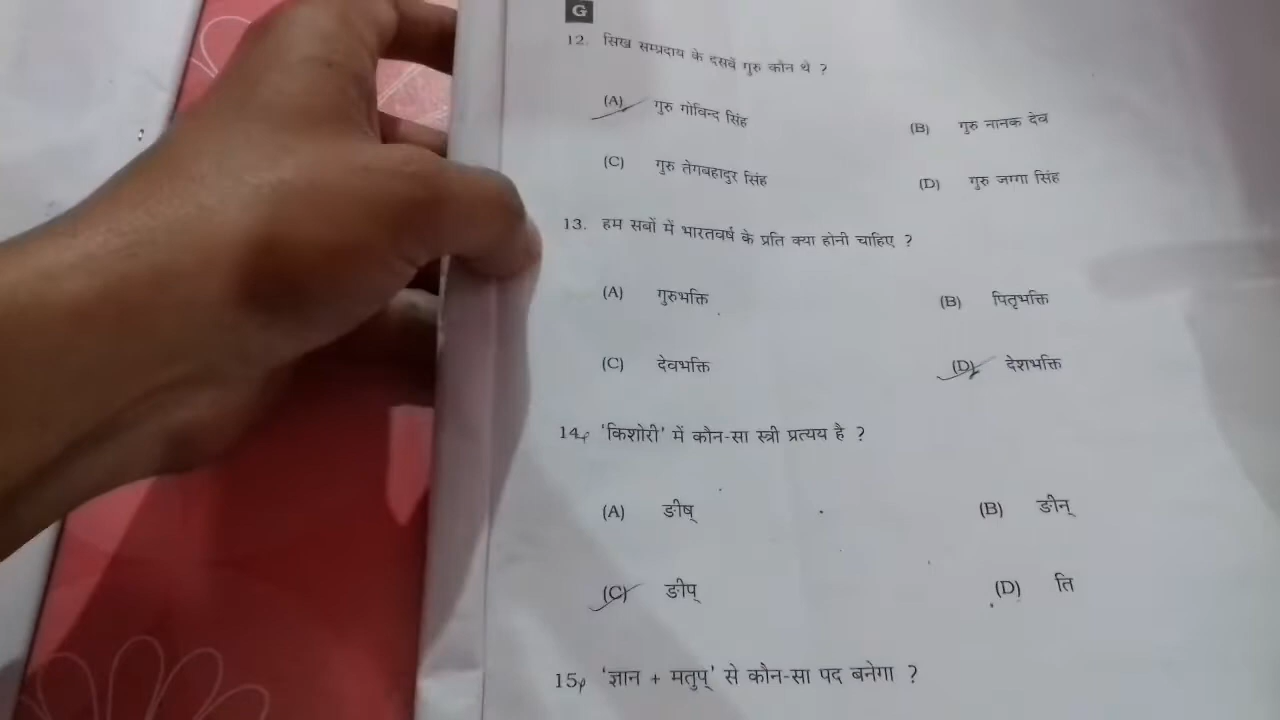 G
12. सिख सम्प्रदाय के दसवें गुरु कौन थे ?
(A) गुरु गोविन्द सिंह (B) गुरु नानक देव
(C) गुरु तेगबहादुर सिंह (D) गुरु जग्गा सिंह
13. हम सबों में भारतवर्ष के प्रति क्या होनी चाहिए ?
(A) गुरुभक्ति (B) पितृभक्ति
(C) देवभक्ति (D) देशभक्ति
14. 'किशोरी' में कौन-सा स्त्री प्रत्यय है ?
(A) ङीष् (B) ङीन्
(C) ङीप् (D) ति
15. 'ज्ञान + मतुप्' से कौन-सा पद बनेगा ?